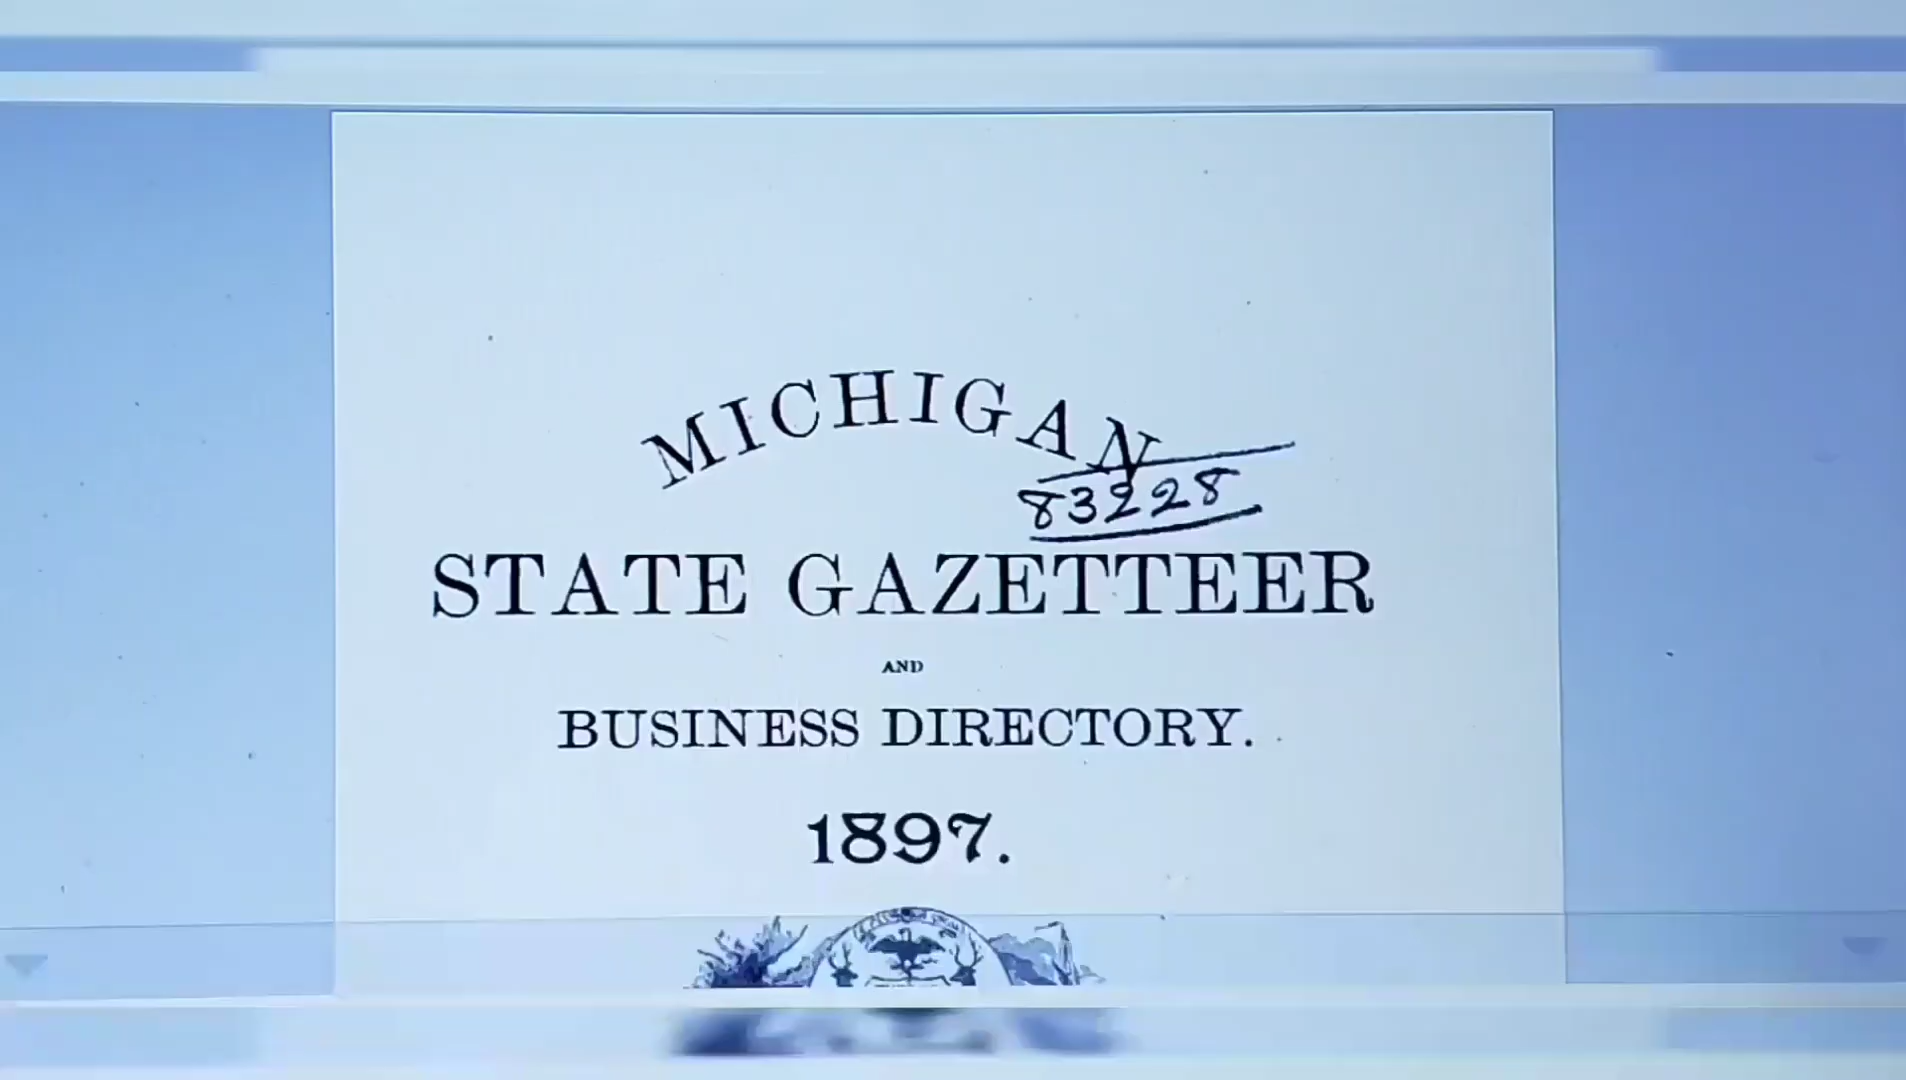 MICHIGAN
83228
STATE GAZETTEER
AND
BUSINESS DIRECTORY.
1897.